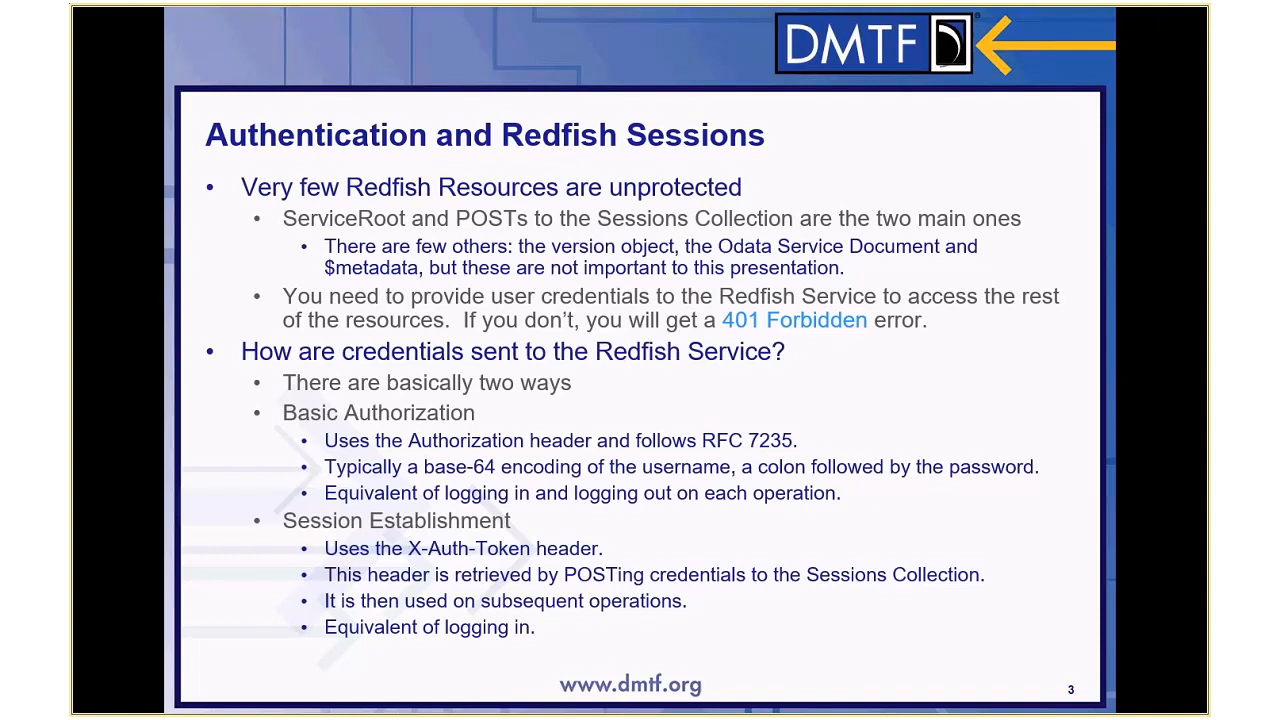 DMTF
Authentication and Redfish Sessions
• Very few Redfish Resources are unprotected
• ServiceRoot and POSTs to the Sessions Collection are the two main ones
• There are few others: the version object, the Odata Service Document and
$metadata, but these are not important to this presentation.
• You need to provide user credentials to the Redfish Service to access the rest
of the resources. If you don't, you will get a 401 Forbidden error.
• How are credentials sent to the Redfish Service?
• There are basically two ways
• Basic Authorization
• Uses the Authorization header and follows RFC 7235.
• Typically a base-64 encoding of the username, a colon followed by the password.
• Equivalent of logging in and logging out on each operation.
• Session Establishment
• Uses the X-Auth-Token header.
• This header is retrieved by POSTing credentials to the Sessions Collection.
• It is then used on subsequent operations.
• Equivalent of logging in.
www.dmtf.org
3